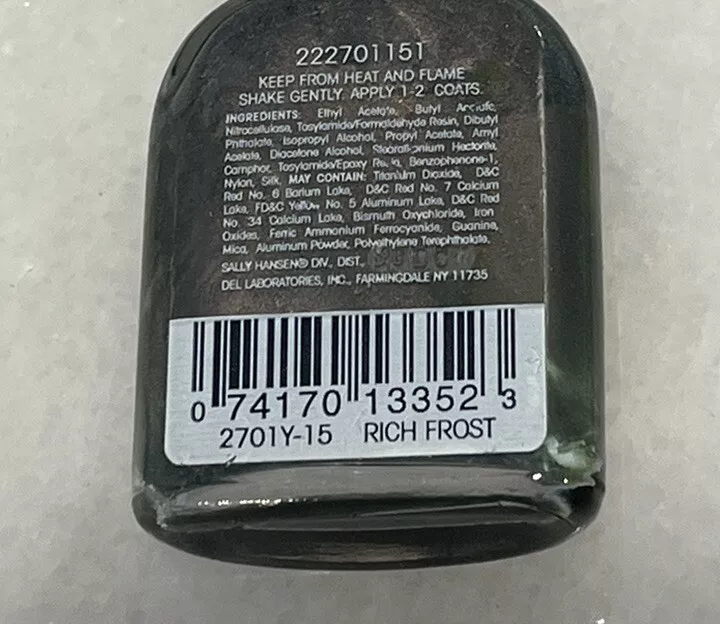 222701151
KEEP FROM HEAT AND FLAME
SHAKE GENTLY. APPLY 1-2 COATS.
INGREDIENTS: Ethyl Acetate, Butyl Acetate,
Nitrocellulose, Tosylamide/Formaldehyde Resin, Dibutyl
Phthalate, Isopropyl Alcohol, Propyl Acetate, Amyl
Acetate, Diacetone Alcohol, Stearalkonium Hectorite,
Camphor, Tosylamide/Epoxy Resin, Benzophenone-1,
Nylon, Silk. MAY CONTAIN: Titanium Dioxide, D&C
Red No. 6 Barium Lake, D&C Red No. 7 Calcium
Lake, FD&C Yellow No. 5 Aluminum Lake, D&C Red
No. 34 Calcium Lake, Bismuth Oxychloride, Iron
Oxides, Ferric Ammonium Ferrocyanide, Guanine,
Mica, Aluminum Powder, Polyethylene Terephthalate.
SALLY HANSEN® DIV., DIST.
DEL LABORATORIES, INC., FARMINGDALE NY 11735
0 74170 13352 3
2701Y-15 RICH FROST